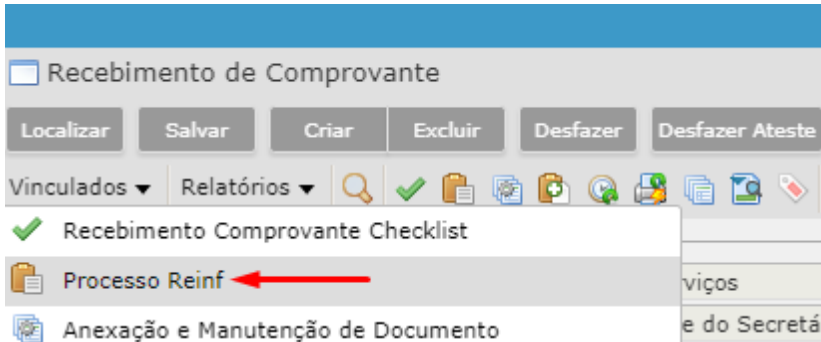 Recebimento de Comprovante
Localizar Salvar Criar Excluir Desfazer Desfazer Ateste
Vinculados Relatórios
Recebimento Comprovante Checklist
Processo Reinf viços
Anexação e Manutenção de Documento e do Secretá